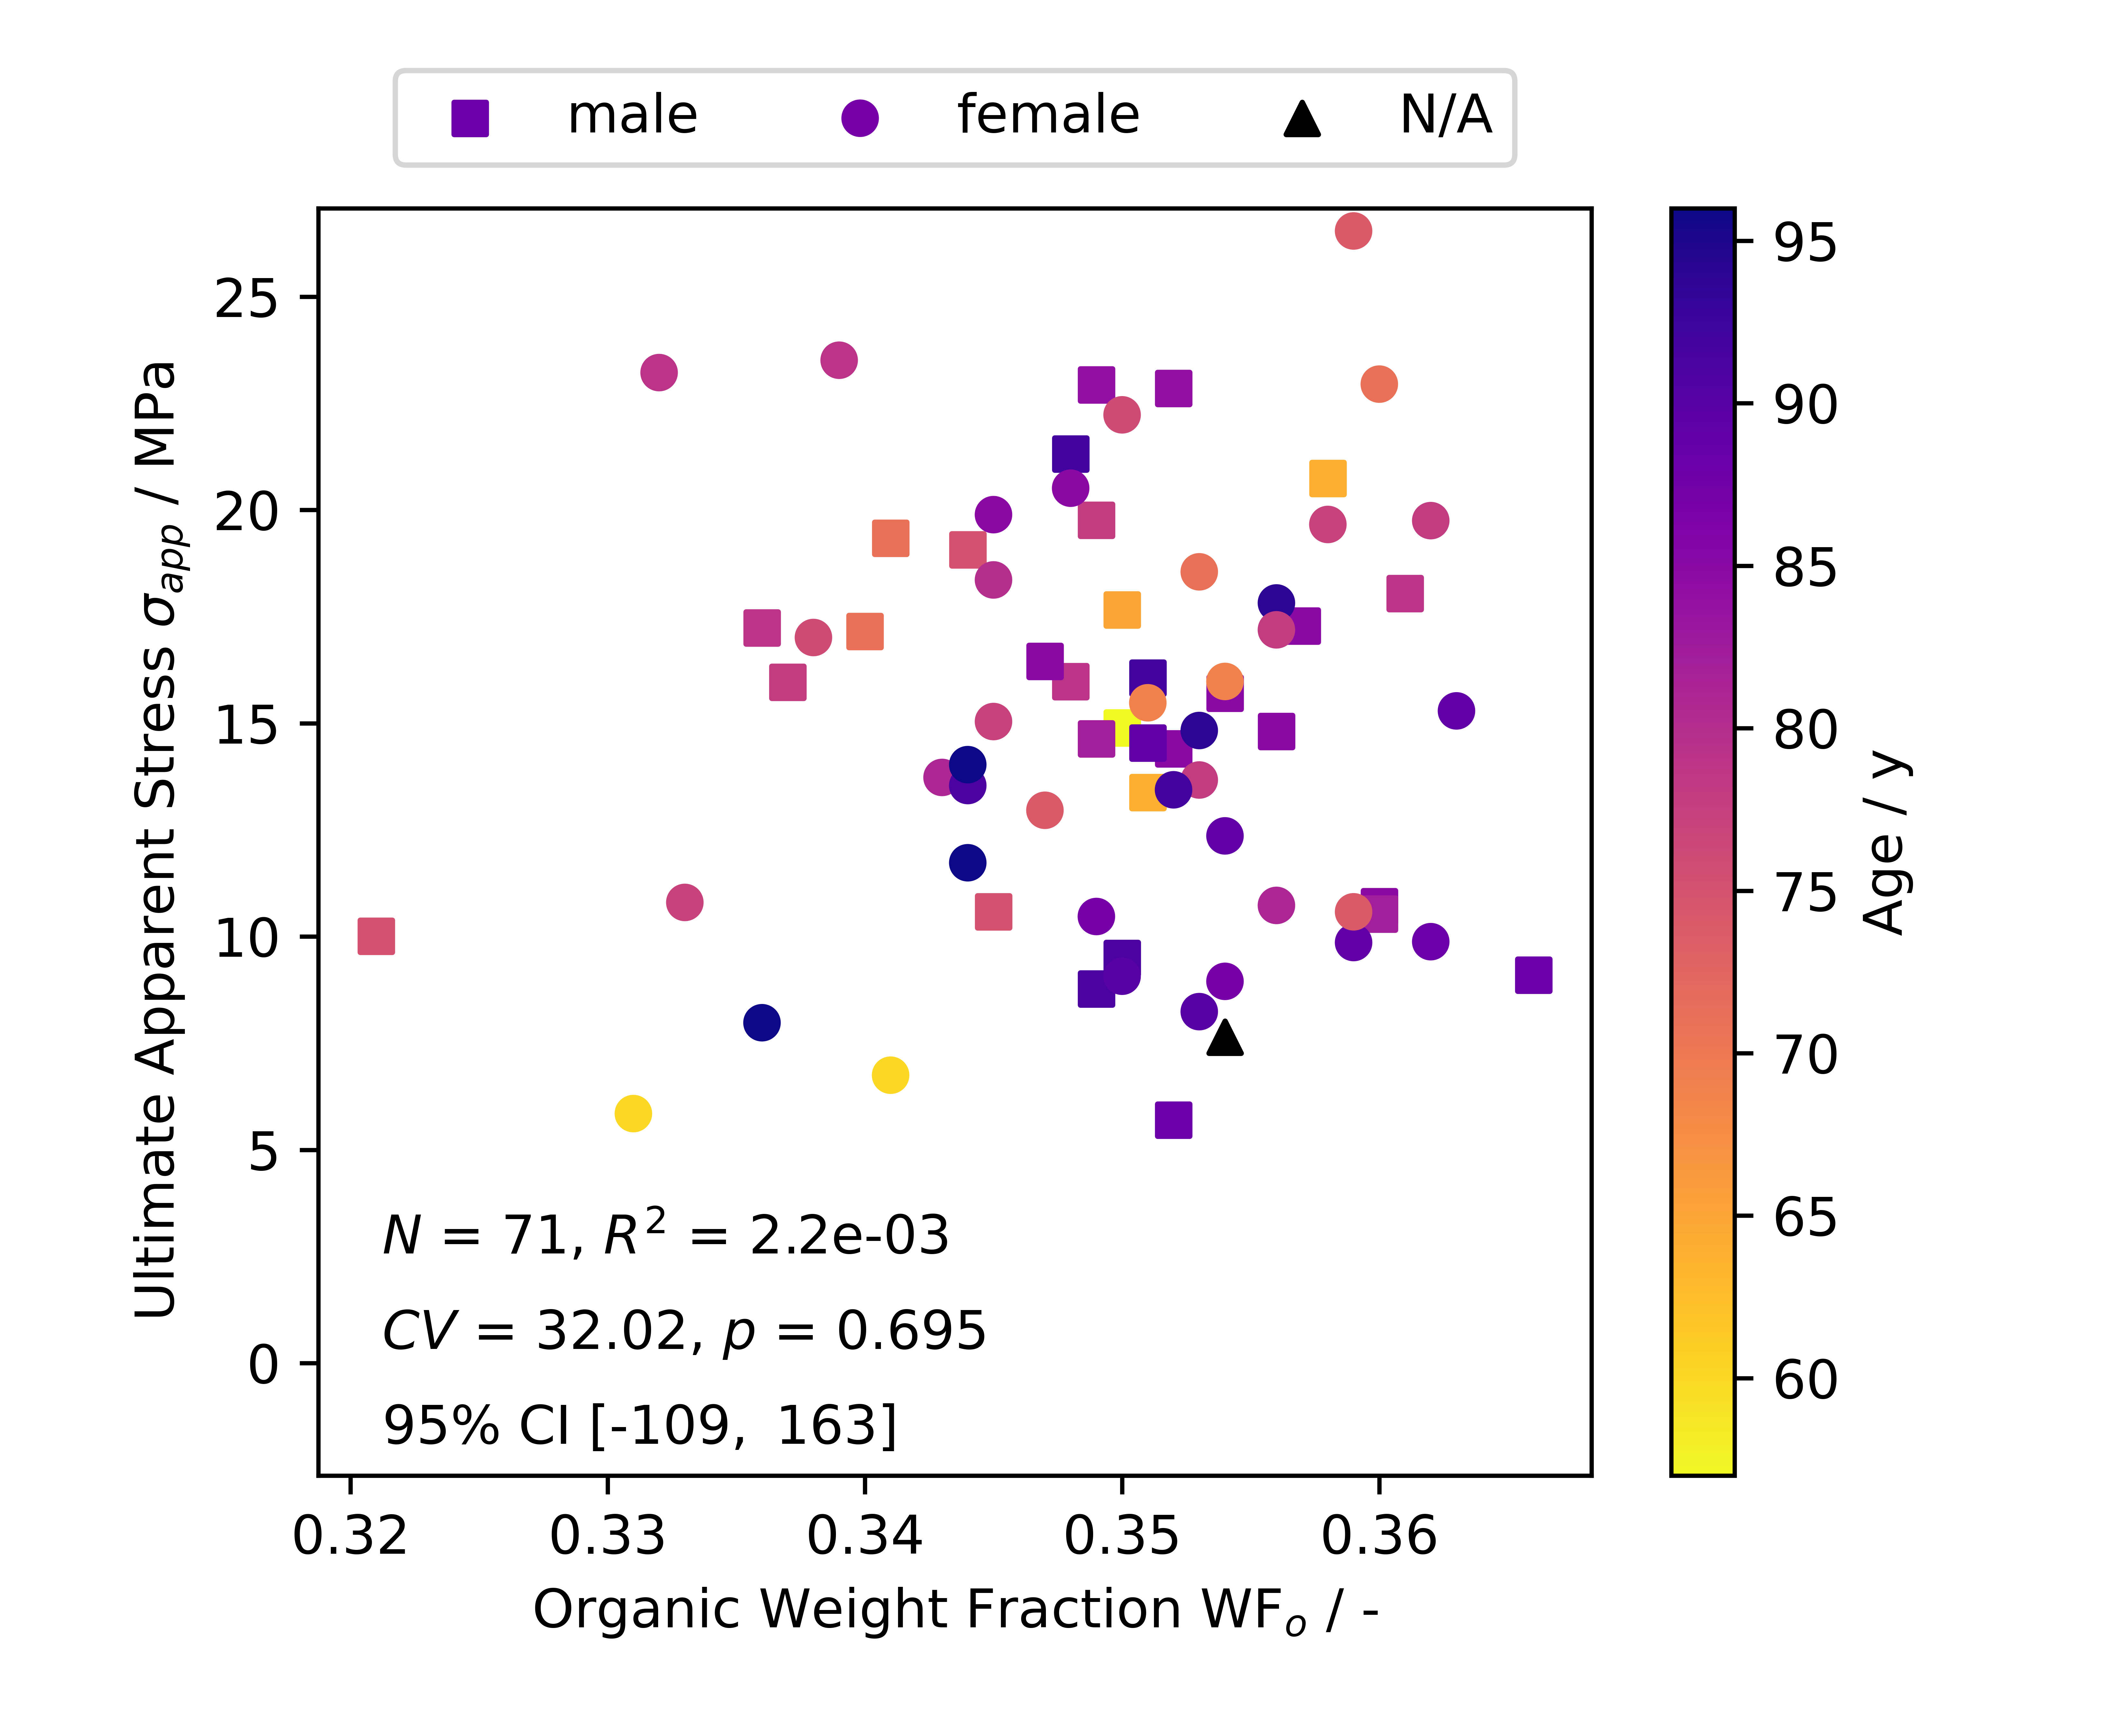 male female N/A
Ultimate Apparent Stress σapp / MPa
25
20
15
10
5
0
N = 71, R² = 2.2e-03
CV = 32.02, p = 0.695
95% CI [-109, 163]
0.32 0.33 0.34 0.35 0.36
Organic Weight Fraction WFo / -
95
90
85
80
75
70
65
60
Age / y